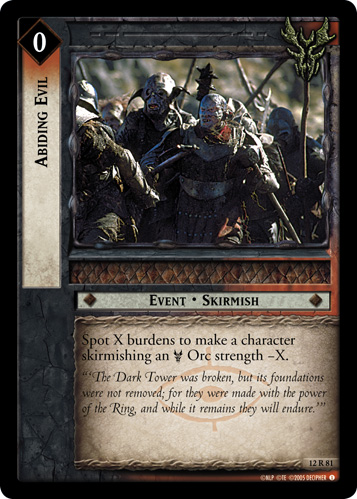 0
ABIDING EVIL
EVENT • SKIRMISH
Spot X burdens to make a character
skirmishing an Orc strength –X.
“‘The Dark Tower was broken, but its foundations
were not removed; for they were made with the power
of the Ring, and while it remains they will endure.’”
12 R 81
©NLP ™TE ©2005 DECIPHER